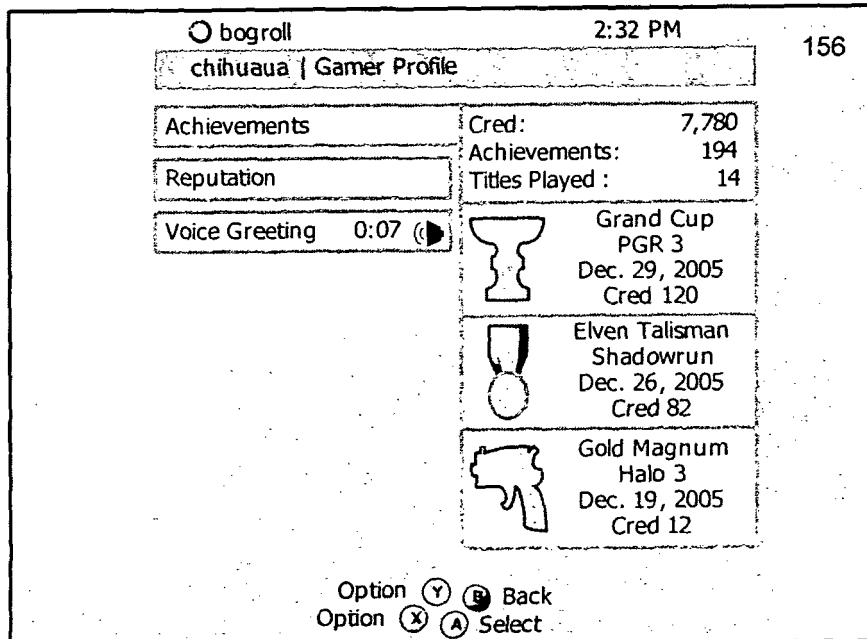 bogroll 2:32 PM
156
chihuaua | Gamer Profile
Achievements
Reputation
Voice Greeting 0:07
Cred: 7,780
Achievements: 194
Titles Played : 14
Grand Cup
PGR 3
Dec. 29, 2005
Cred 120
Elven Talisman
Shadowrun
Dec. 26, 2005
Cred 82
Gold Magnum
Halo 3
Dec. 19, 2005
Cred 12
Option Y B Back
Option X A Select